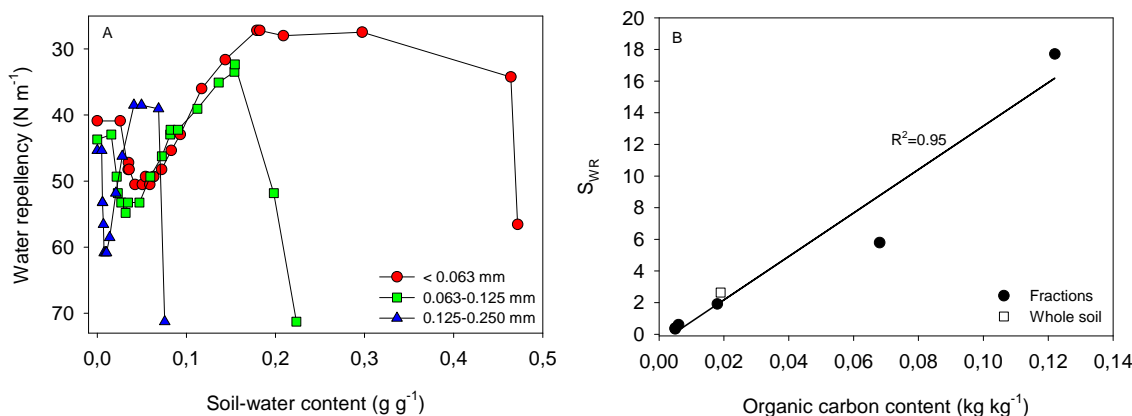 A
Water repellency (N m-1)
30
40
50
60
70
0,0 0,1 0,2 0,3 0,4 0,5
Soil-water content (g g-1)
< 0.063 mm
0.063-0.125 mm
0.125-0.250 mm
B
SWR
20
18
16
14
12
10
8
6
4
2
0
R2=0.95
Fractions
Whole soil
0,00 0,02 0,04 0,06 0,08 0,10 0,12 0,14
Organic carbon content (kg kg-1)